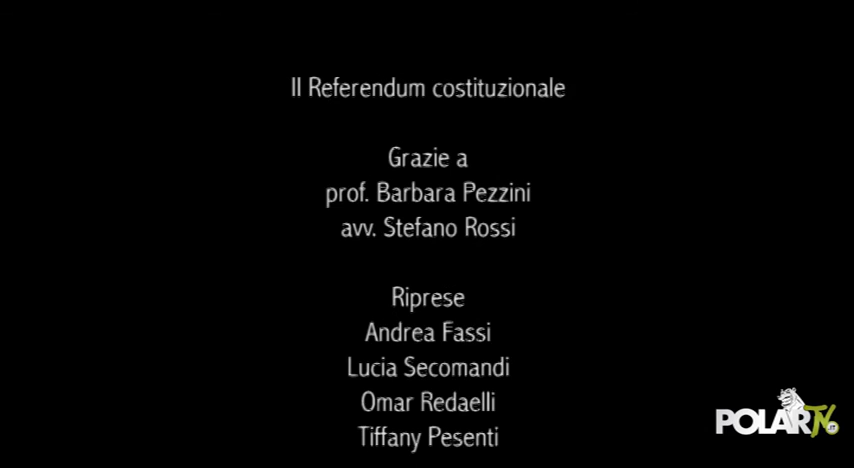 Il Referendum costituzionale
Grazie a
prof. Barbara Pezzini
avv. Stefano Rossi
Riprese
Andrea Fassi
Lucia Secomandi
Omar Redaelli
Tiffany Pesenti
POLARTV.IT